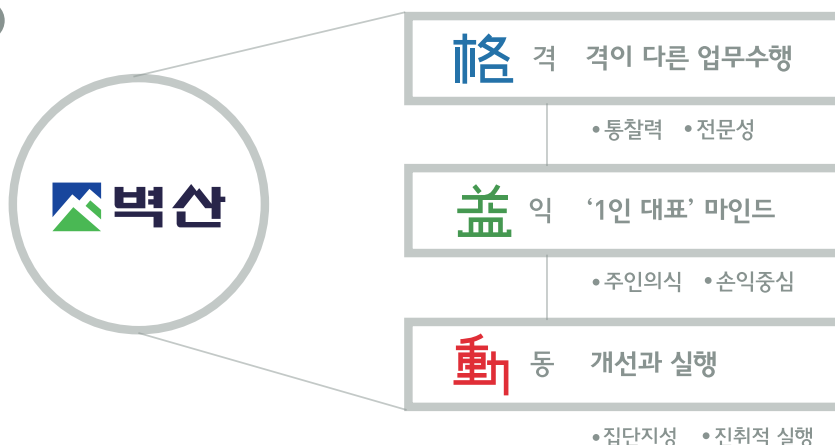 벽산
格 격 격이 다른 업무수행
•통찰력 •전문성
益 익 ‘1인 대표’ 마인드
•주인의식 •손익중심
動 동 개선과 실행
•집단지성 •진취적 실행